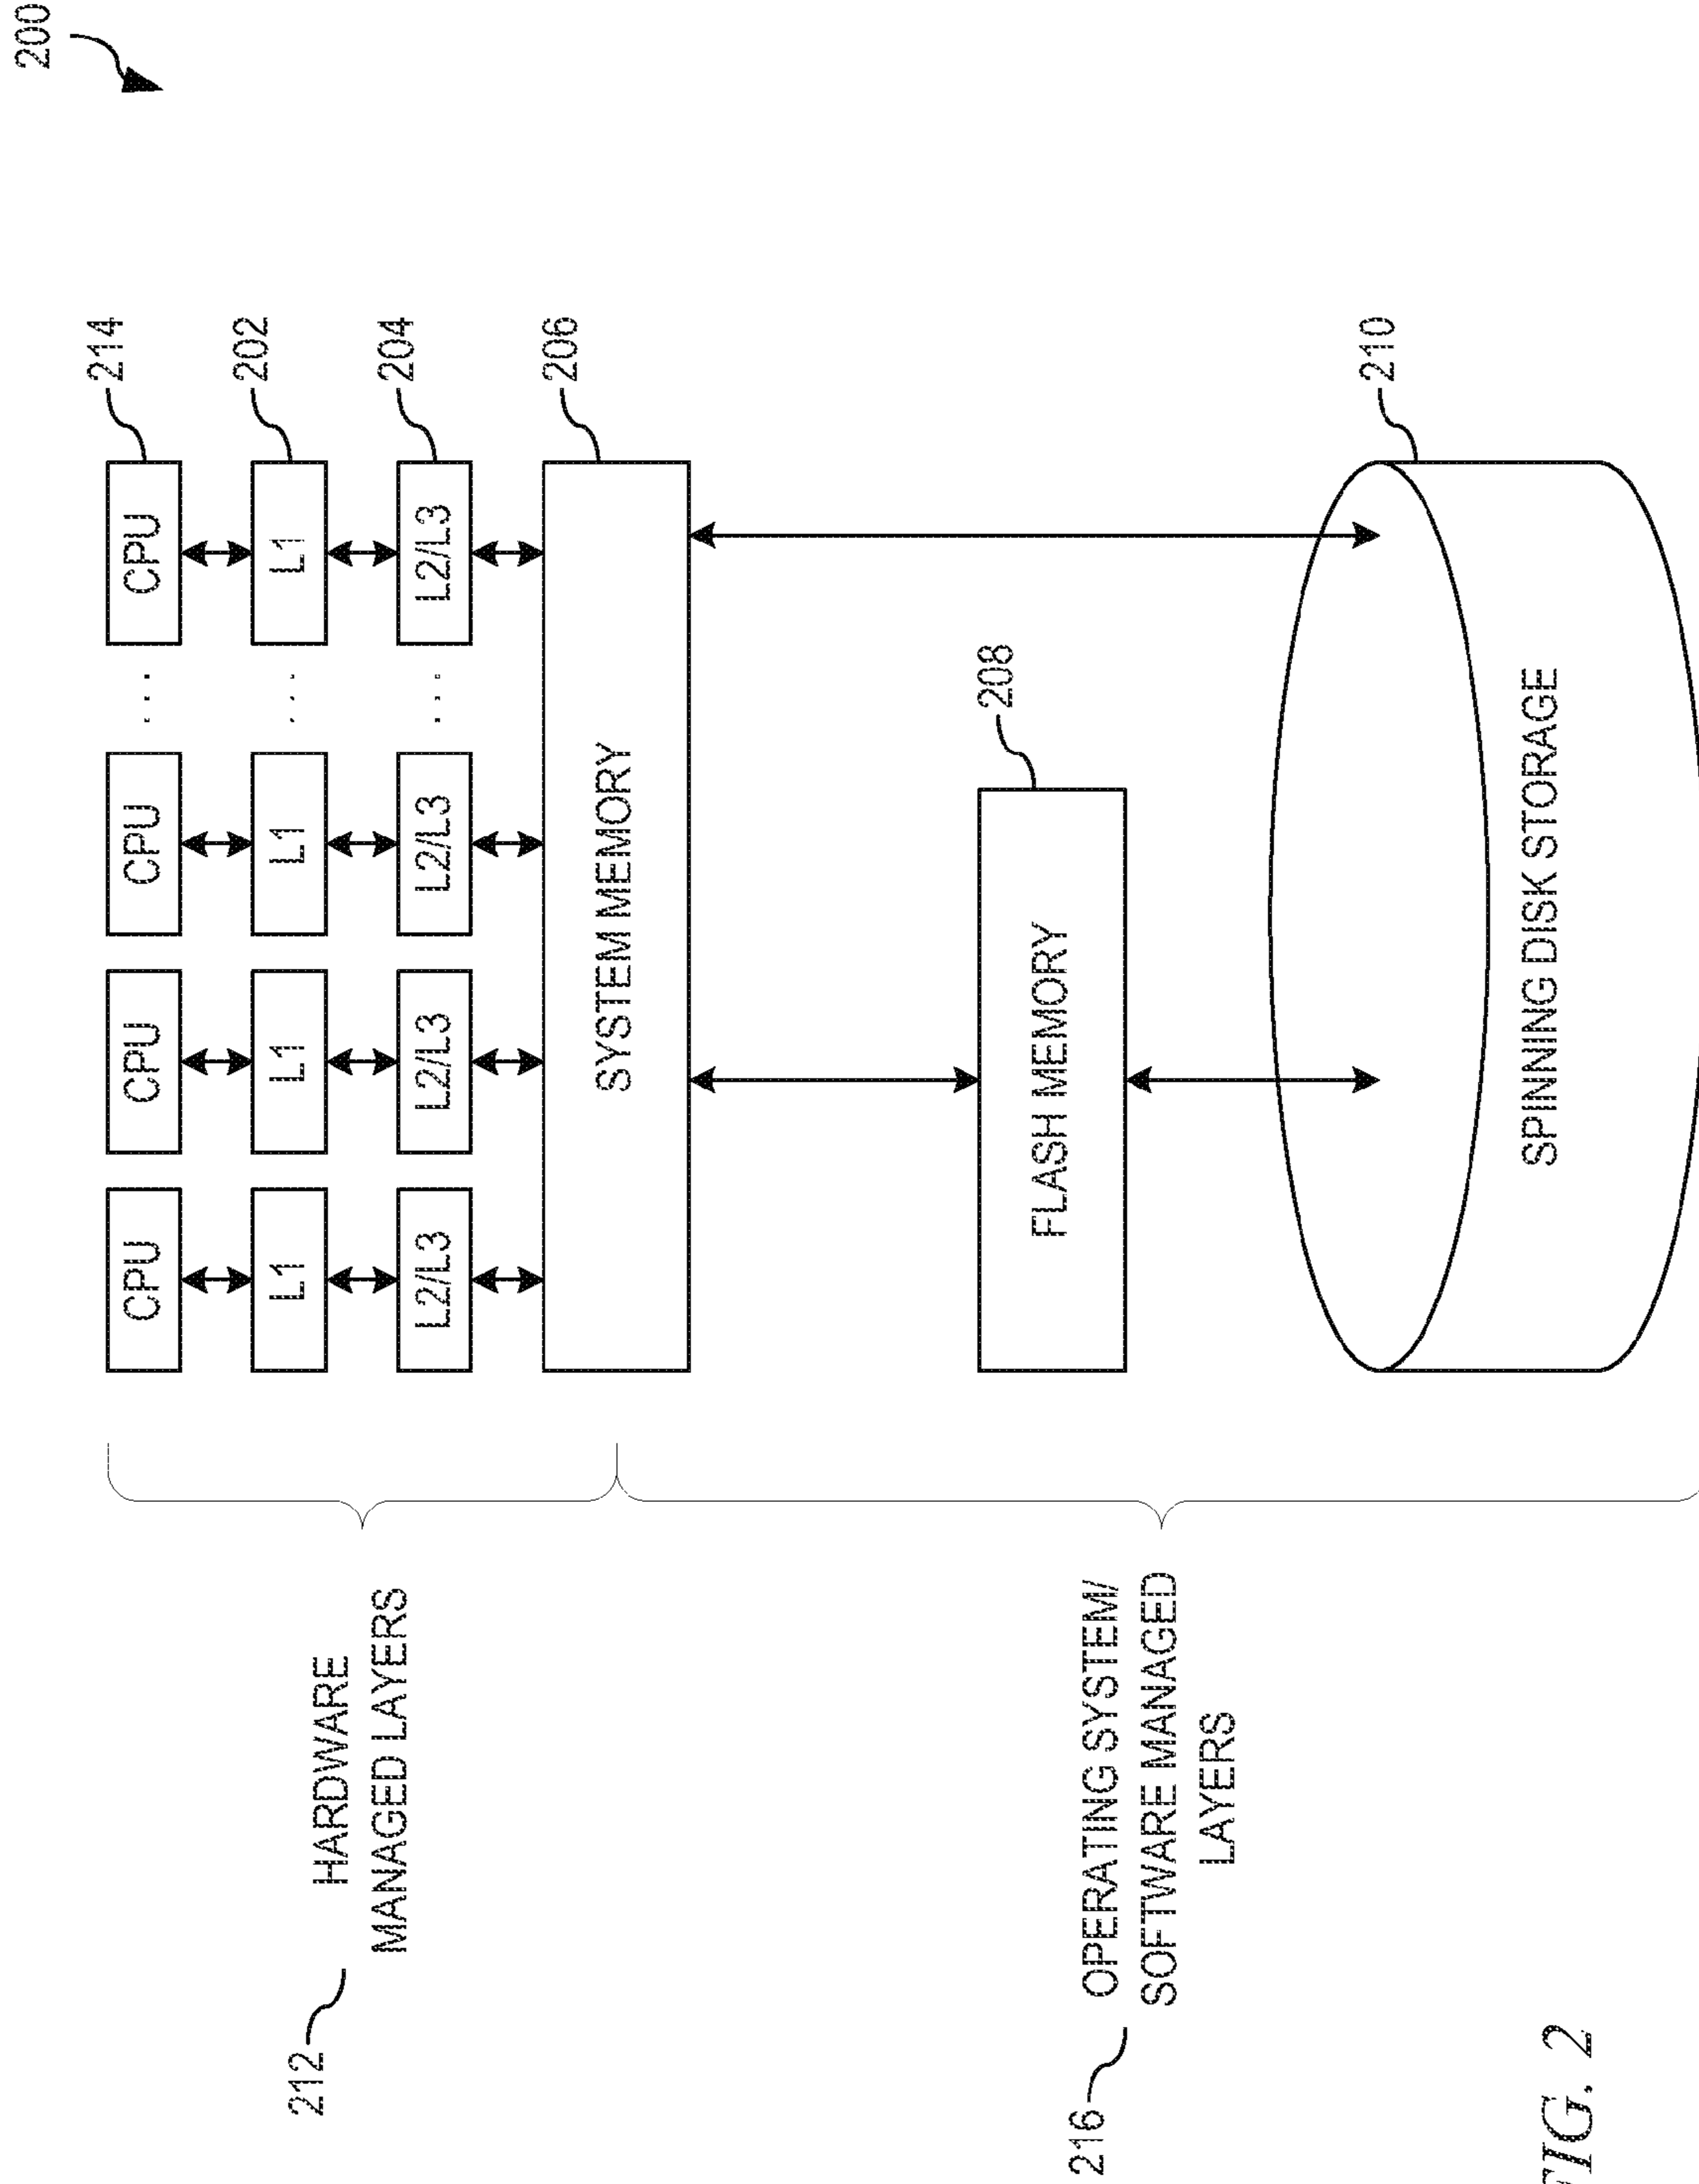 200
CPU CPU CPU ... CPU 214
L1 L1 L1 ... L1 202
L2/L3 L2/L3 L2/L3 ... L2/L3 204
SYSTEM MEMORY 206
FLASH MEMORY 208
210
SPINNING DISK STORAGE
212
HARDWARE
MANAGED LAYERS
216
OPERATING SYSTEM/
SOFTWARE MANAGED
LAYERS
FIG. 2